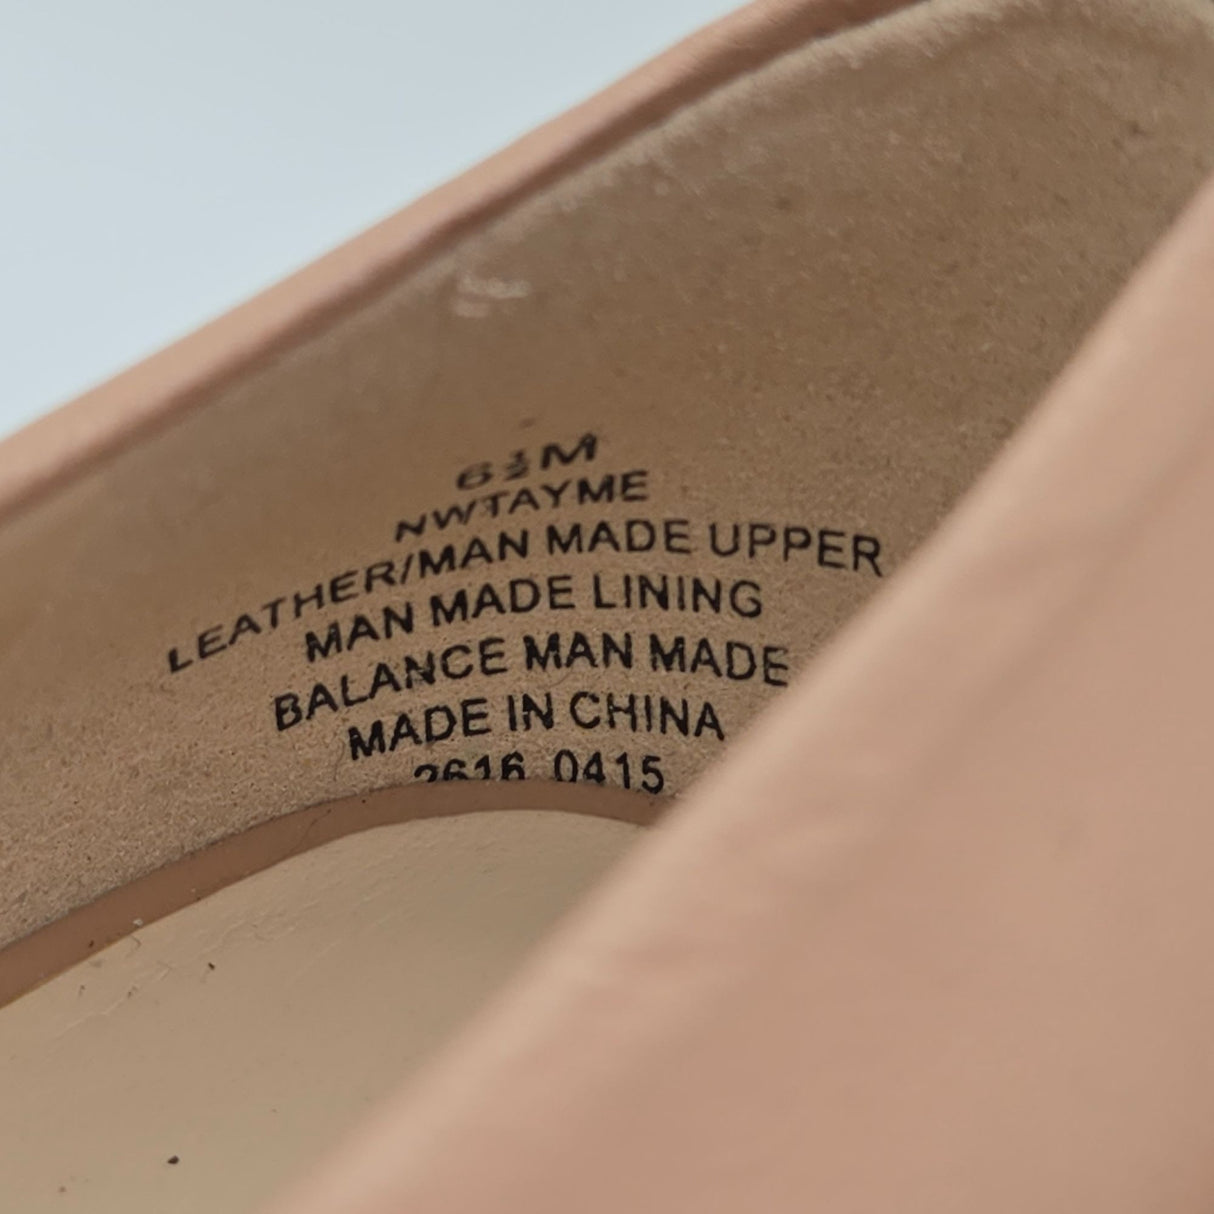 6½M
NWTAYME
LEATHER/MAN MADE UPPER
MAN MADE LINING
BALANCE MAN MADE
MADE IN CHINA
2616 0415